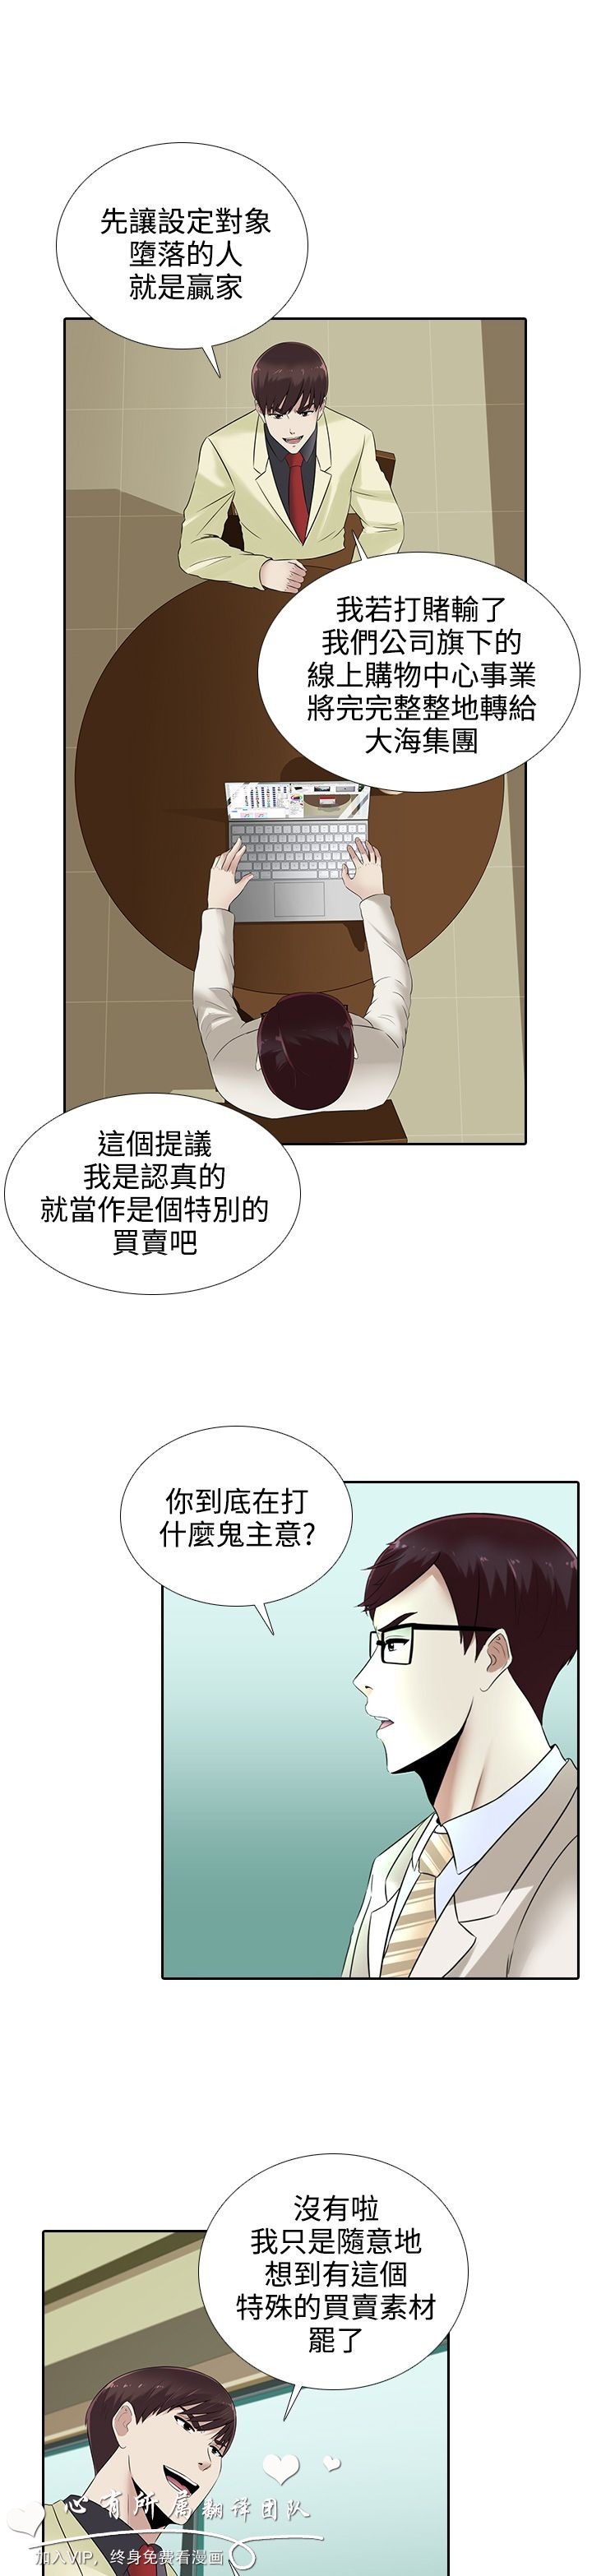 先讓設定對象
墮落的人
就是贏家
我若打賭輸了
我們公司旗下的
線上購物中心事業
將完完整整地轉給
大海集團
這個提議
我是認真的
就當作是個特別的
買賣吧
你到底在打
什麼鬼主意?
沒有啦
我只是隨意地
想到有這個
特殊的買賣素材
罷了
心有所属翻译团队
加入VIP，终身免费看漫画